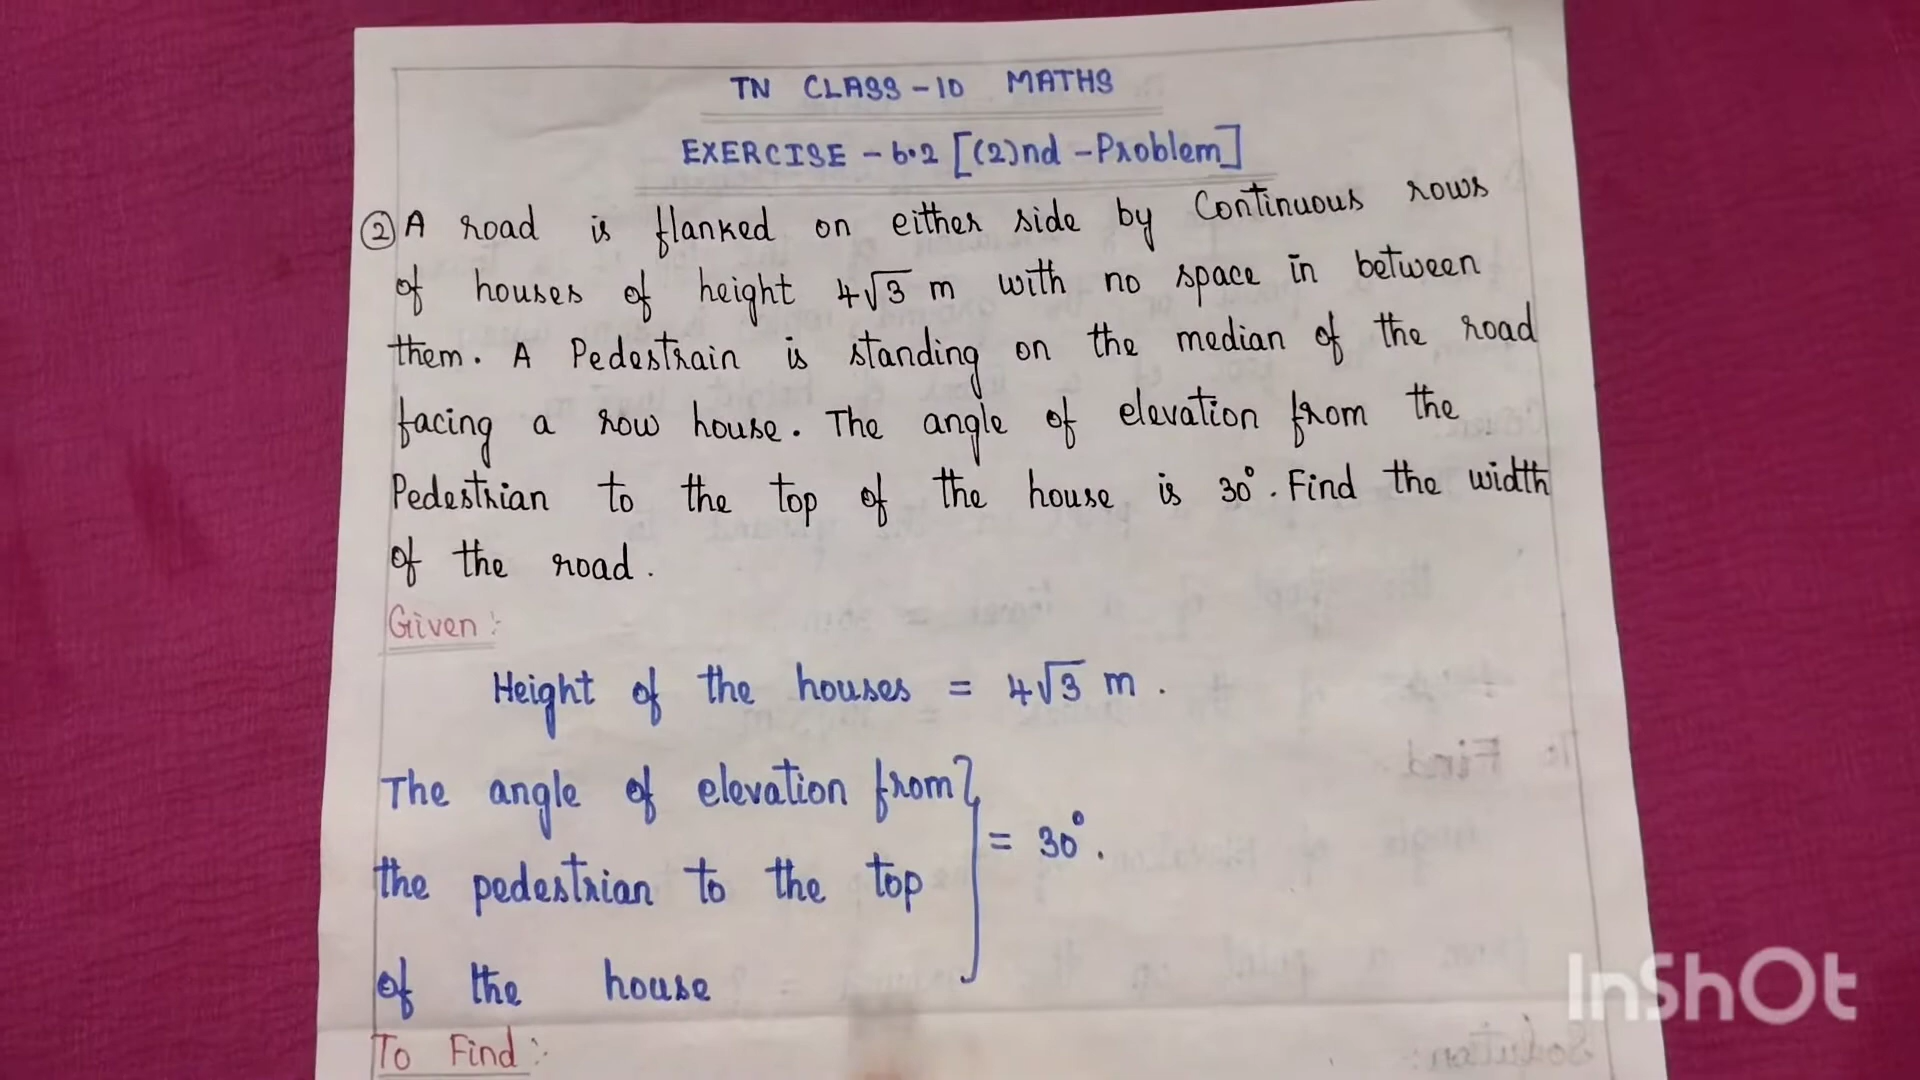 TN CLASS-10 MATHS
EXERCISE - 6.2 [(2)nd - Problem]
② A road is flanked on either side by Continuous rows
of houses of height 4√3 m with no space in between
them. A Pedestrain is standing on the median of the road
facing a row house. The angle of elevation from the
Pedestrian to the top of the house is 30°. Find the width
of the road.
Given:
Height of the houses = 4√3 m.
The angle of elevation from
the pedestrian to the top
of the house
= 30°.
To Find:
InShOt